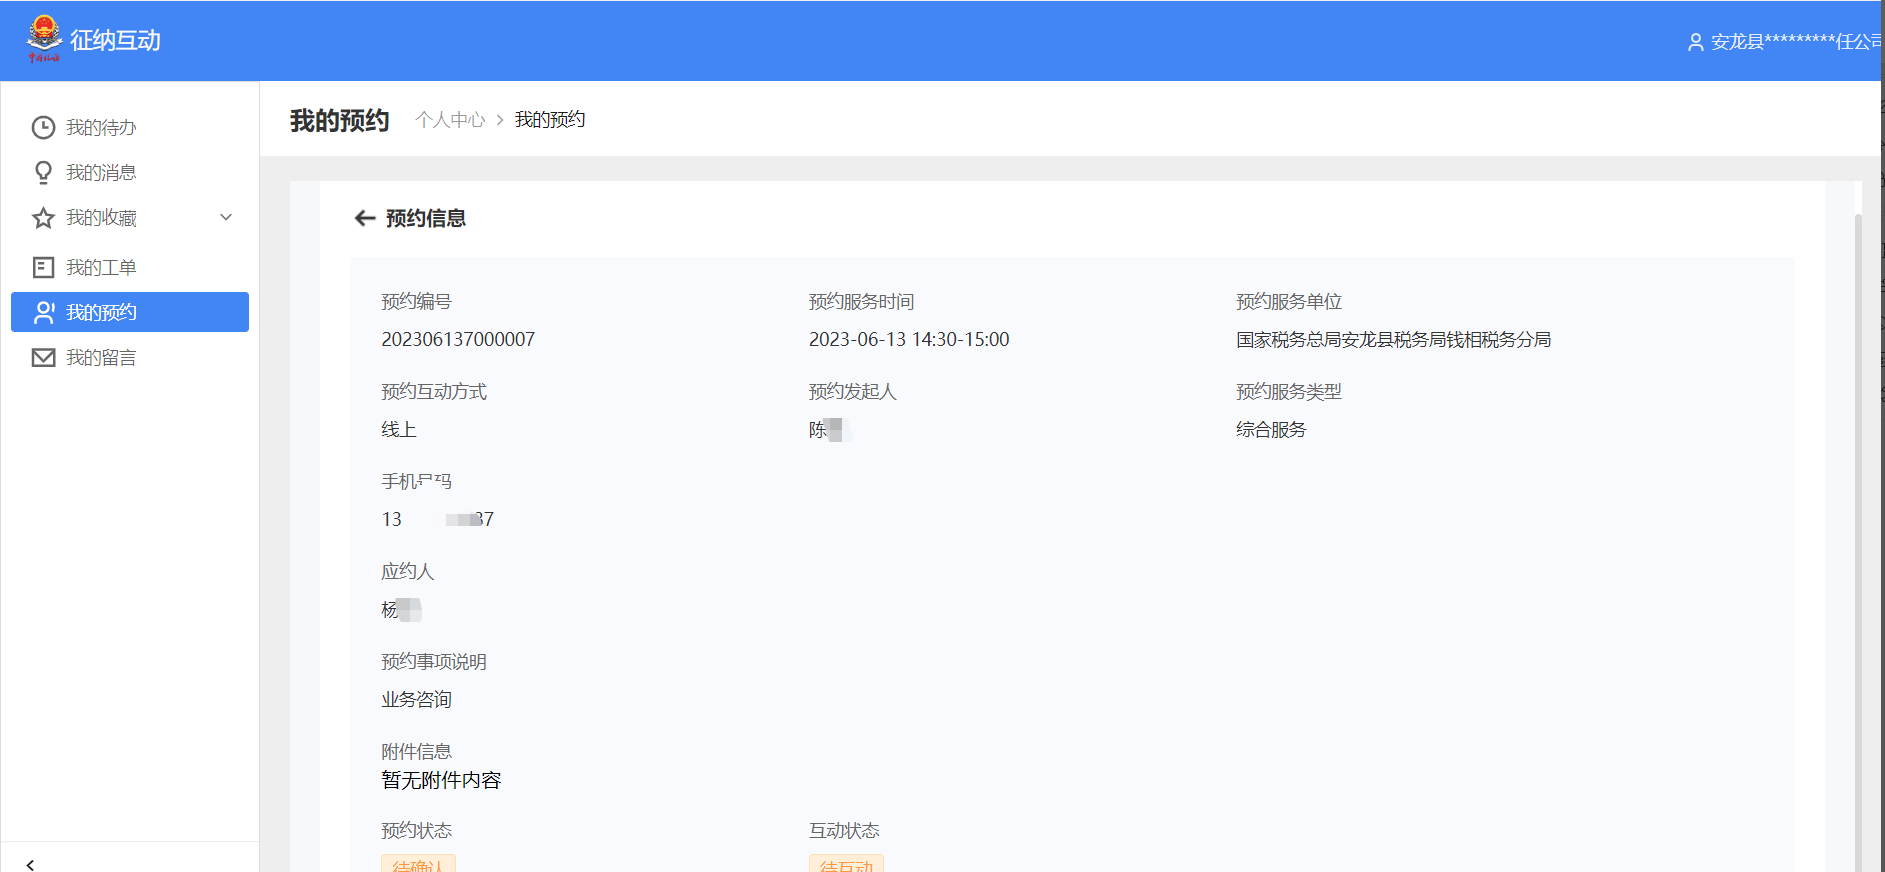 征纳互动
安龙县*********任公司
我的待办
我的消息
我的收藏
我的工单
我的预约
我的留言
我的预约 个人中心 > 我的预约
预约信息
预约编号 预约服务时间 预约服务单位
202306137000007 2023-06-13 14:30-15:00 国家税务总局安龙县税务局钱相税务分局
预约互动方式 预约发起人 预约服务类型
线上 陈 综合服务
手机号码
13 37
应约人
杨
预约事项说明
业务咨询
附件信息
暂无附件内容
预约状态 互动状态
待确认 待互动